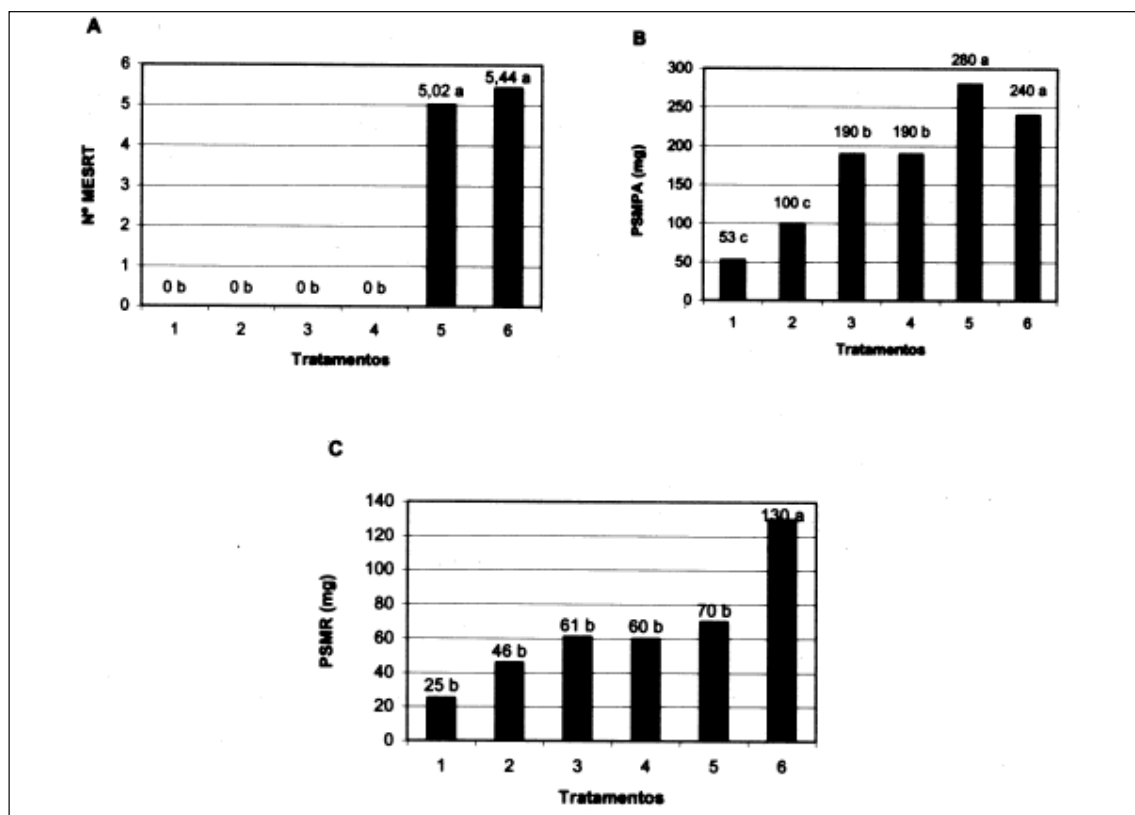 A
Nº MESRT
6
5
4
3
2
1
0
0 b 0 b 0 b 0 b 5,02 a 5,44 a
1 2 3 4 5 6
Tratamentos
B
PSMPA (mg)
300
250
200
150
100
50
0
53 c 100 c 190 b 190 b 280 a 240 a
1 2 3 4 5 6
Tratamentos
C
PSMR (mg)
140
120
100
80
60
40
20
0
25 b 46 b 61 b 60 b 70 b 130 a
1 2 3 4 5 6
Tratamentos